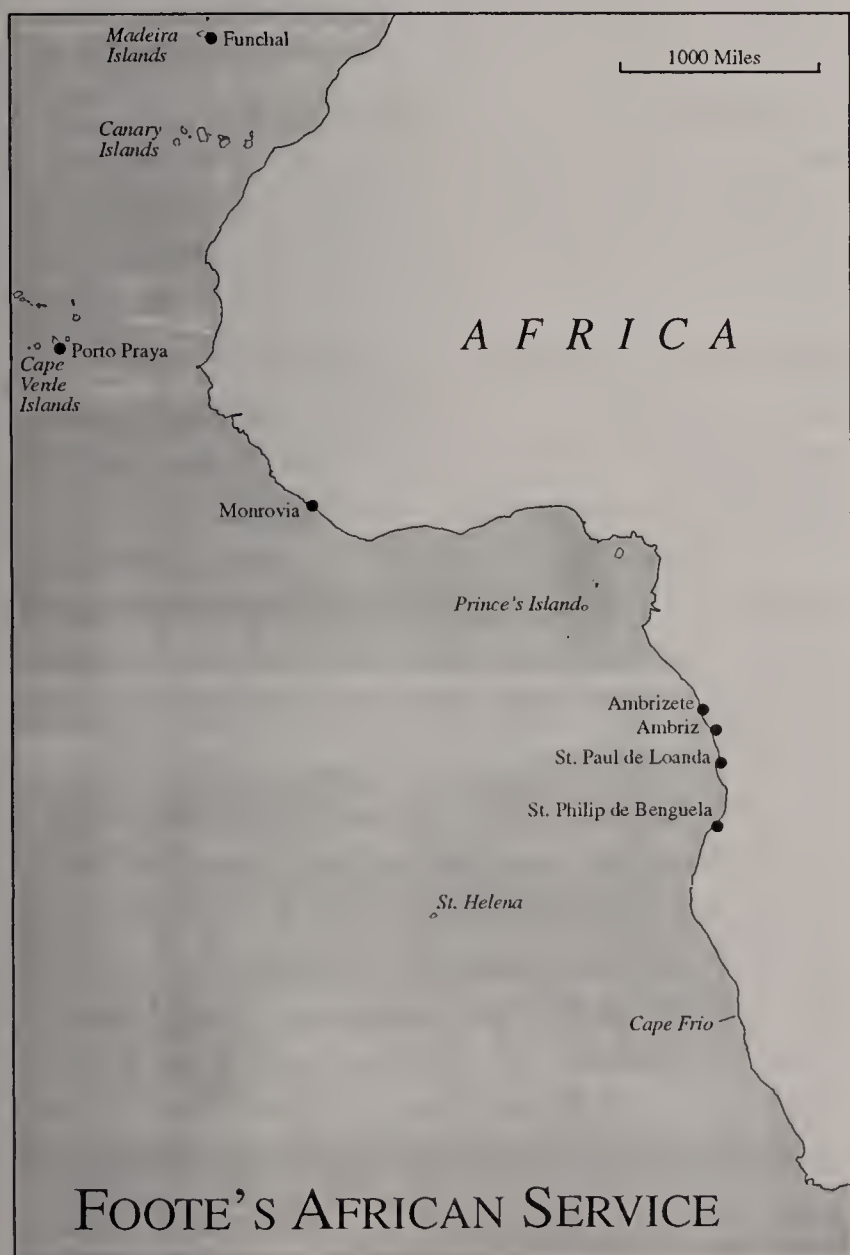 Madeira
Islands
Funchal
1000 Miles
Canary
Islands
AFRICA
Porto Praya
Cape
Verde
Islands
Monrovia
Prince's Island
Ambrizete
Ambriz
St. Paul de Loanda
St. Philip de Benguela
St. Helena
Cape Frio
FOOTE'S AFRICAN SERVICE